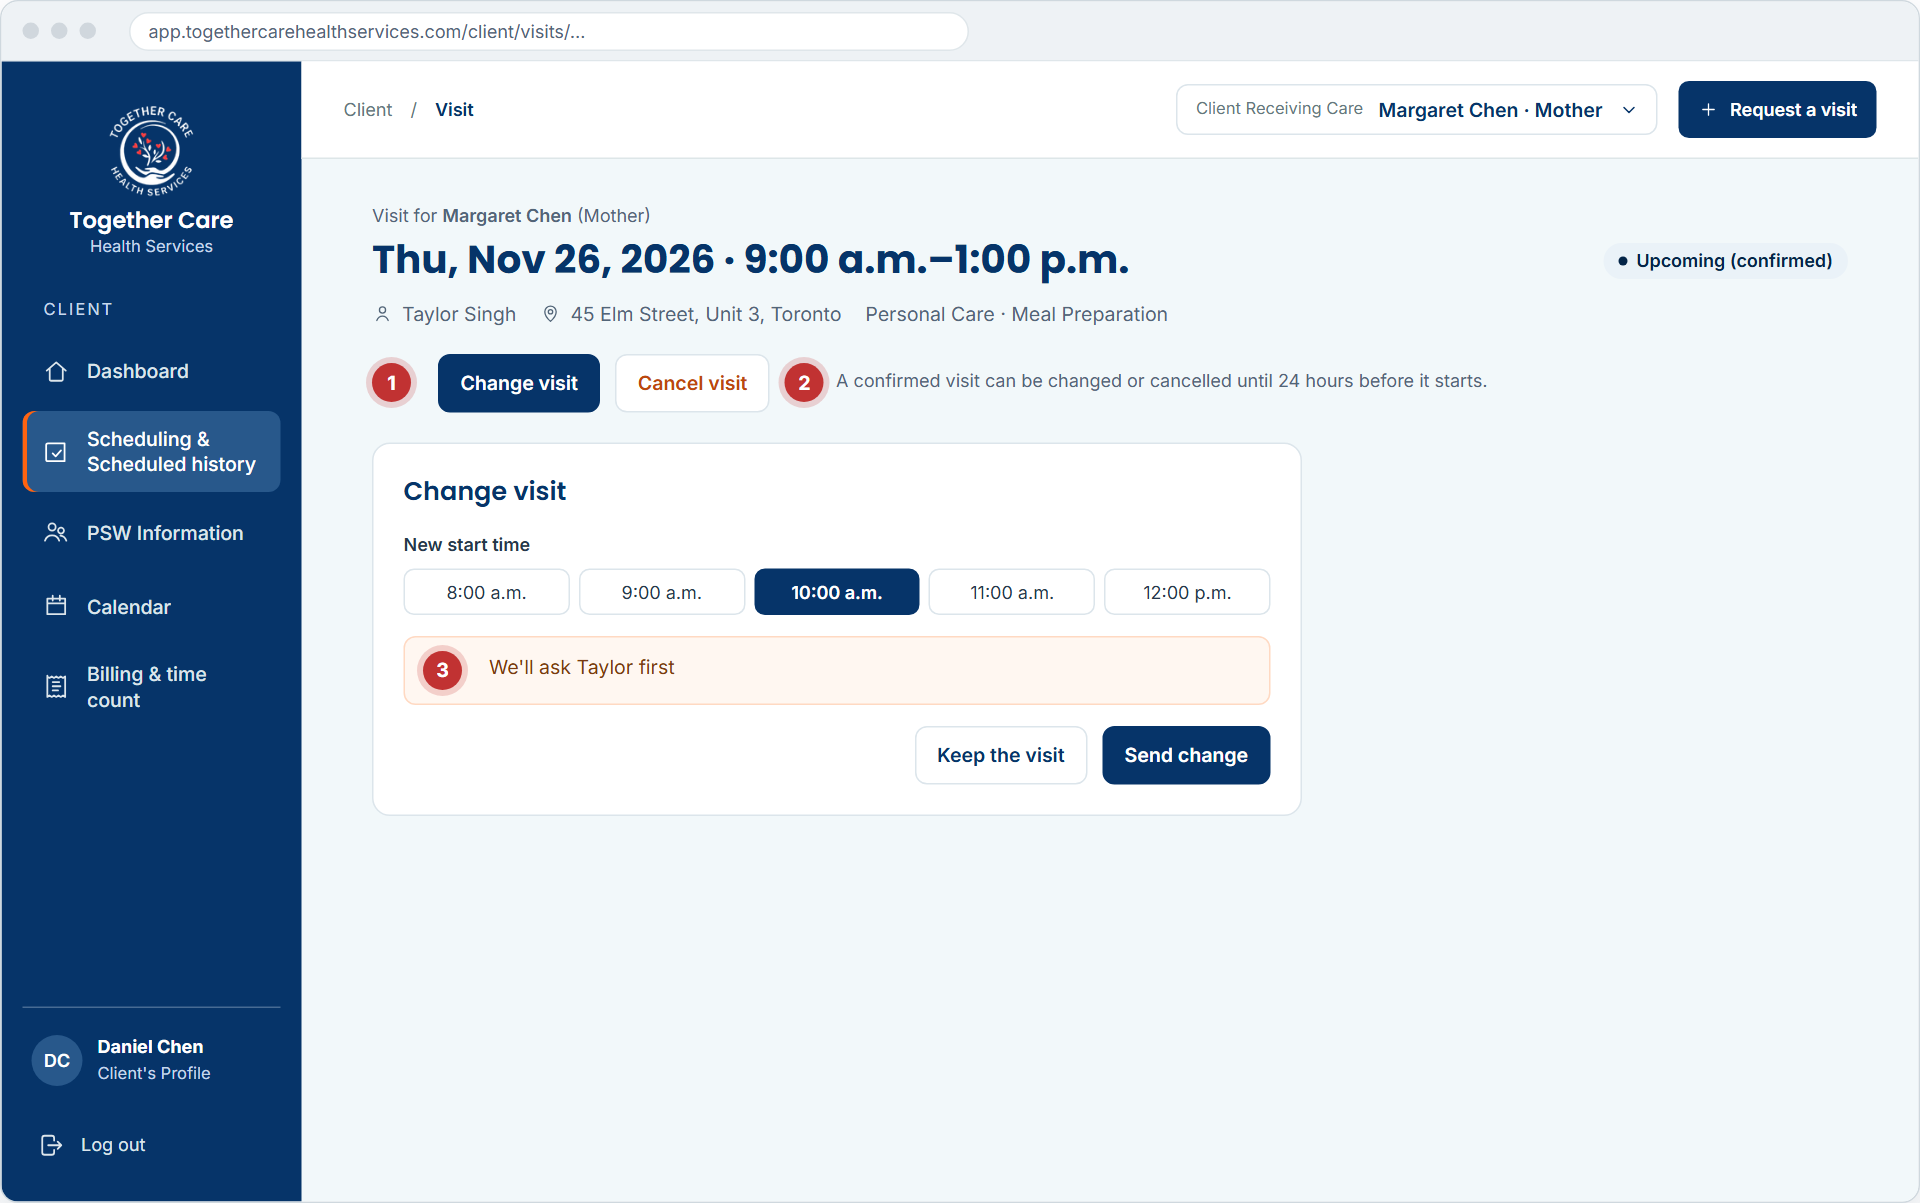 app.togethercarehealthservices.com/client/visits/...
TOGETHER CARE
HEALTH SERVICES
Together Care
Health Services
CLIENT
Dashboard
Scheduling &
Scheduled history
PSW Information
Calendar
Billing & time
count
DC
Daniel Chen
Client's Profile
Log out
Client / Visit
Client Receiving Care Margaret Chen · Mother
+ Request a visit
Visit for Margaret Chen (Mother)
Thu, Nov 26, 2026 · 9:00 a.m.–1:00 p.m.
Upcoming (confirmed)
Taylor Singh 45 Elm Street, Unit 3, Toronto Personal Care · Meal Preparation
1 Change visit Cancel visit 2 A confirmed visit can be changed or cancelled until 24 hours before it starts.
Change visit
New start time
8:00 a.m. 9:00 a.m. 10:00 a.m. 11:00 a.m. 12:00 p.m.
3 We'll ask Taylor first
Keep the visit Send change